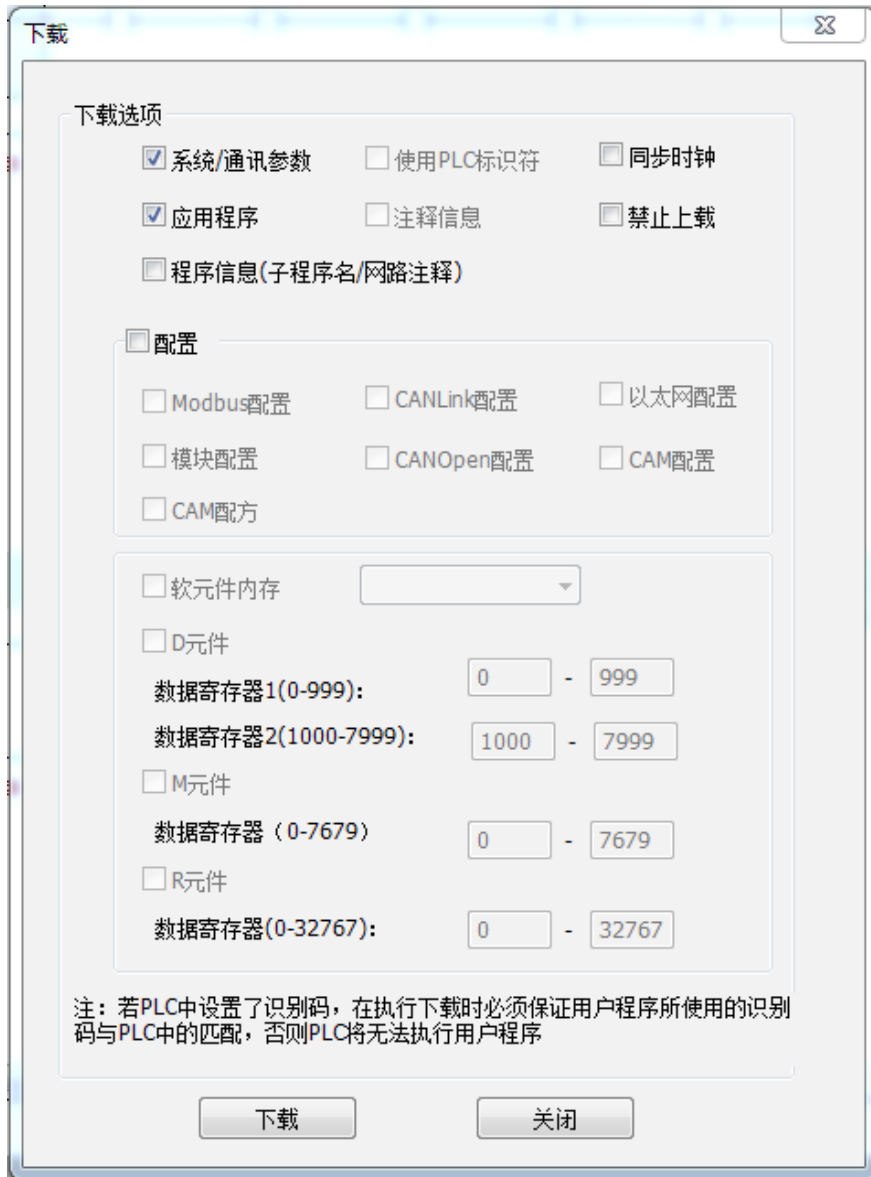 下载
下载选项
系统/通讯参数 使用PLC标识符 同步时钟
应用程序 注释信息 禁止上载
程序信息(子程序名/网路注释)
配置
Modbus配置 CANLink配置 以太网配置
模块配置 CANOpen配置 CAM配置
CAM配方
软元件内存
D元件
数据寄存器1(0-999): 0 - 999
数据寄存器2(1000-7999): 1000 - 7999
M元件
数据寄存器（0-7679） 0 - 7679
R元件
数据寄存器(0-32767): 0 - 32767
注：若PLC中设置了识别码，在执行下载时必须保证用户程序所使用的识别
码与PLC中的匹配，否则PLC将无法执行用户程序
下载 关闭